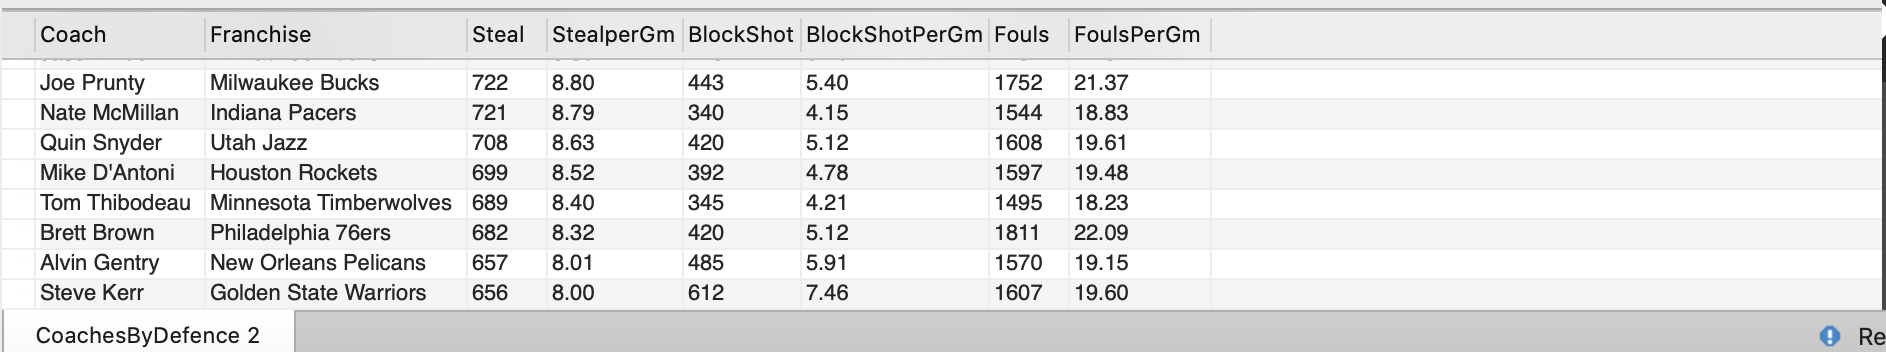 Coach Franchise Steal StealperGm BlockShot BlockShotPerGm Fouls FoulsPerGm
Joe Prunty Milwaukee Bucks 722 8.80 443 5.40 1752 21.37
Nate McMillan Indiana Pacers 721 8.79 340 4.15 1544 18.83
Quin Snyder Utah Jazz 708 8.63 420 5.12 1608 19.61
Mike D'Antoni Houston Rockets 699 8.52 392 4.78 1597 19.48
Tom Thibodeau Minnesota Timberwolves 689 8.40 345 4.21 1495 18.23
Brett Brown Philadelphia 76ers 682 8.32 420 5.12 1811 22.09
Alvin Gentry New Orleans Pelicans 657 8.01 485 5.91 1570 19.15
Steve Kerr Golden State Warriors 656 8.00 612 7.46 1607 19.60
CoachesByDefence 2 Re